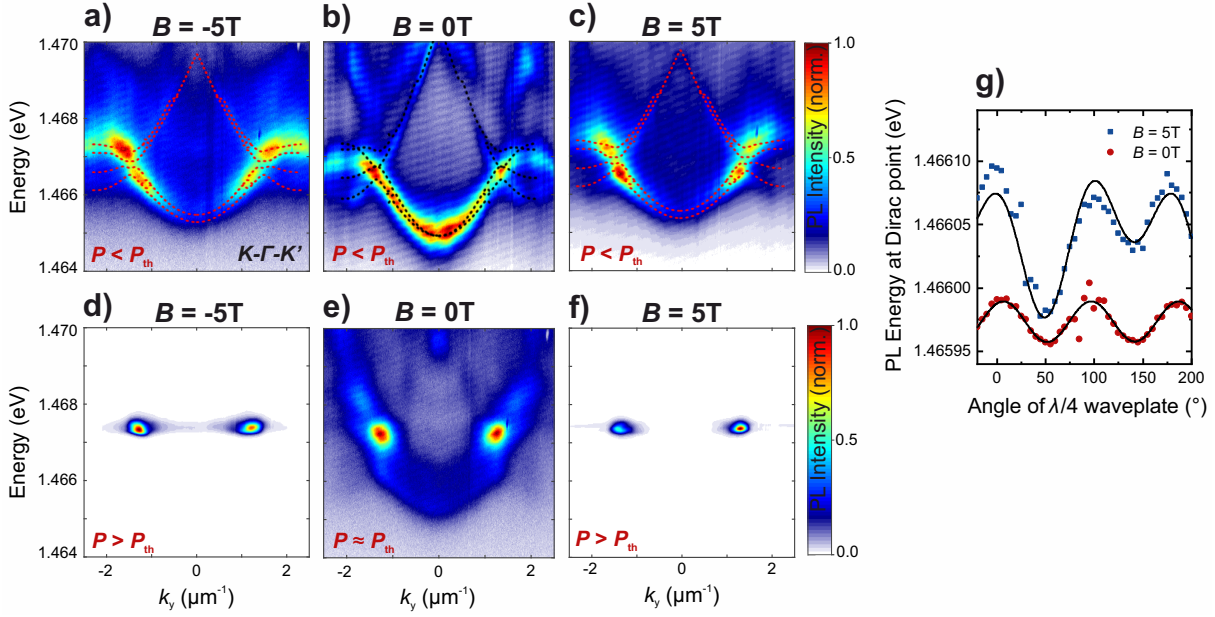 a)
B = -5T
b)
B = 0T
c)
B = 5T
g)
1.470
1.468
1.466
1.464
Energy (eV)
P < Pth
K-Γ-K’
P < Pth
P < Pth
1.0
0.5
0.0
PL Intensity (norm.)
d)
B = -5T
e)
B = 0T
f)
B = 5T
1.470
1.468
1.466
1.464
Energy (eV)
P > Pth
P ≈ Pth
P > Pth
1.0
0.5
0.0
PL Intensity (norm.)
-2 0 2
-2 0 2
-2 0 2
ky (µm-1)
ky (µm-1)
ky (µm-1)
PL Energy at Dirac point (eV)
1.46610
1.46605
1.46600
1.46595
B = 5T
B = 0T
0 50 100 150 200
Angle of λ/4 waveplate (°)